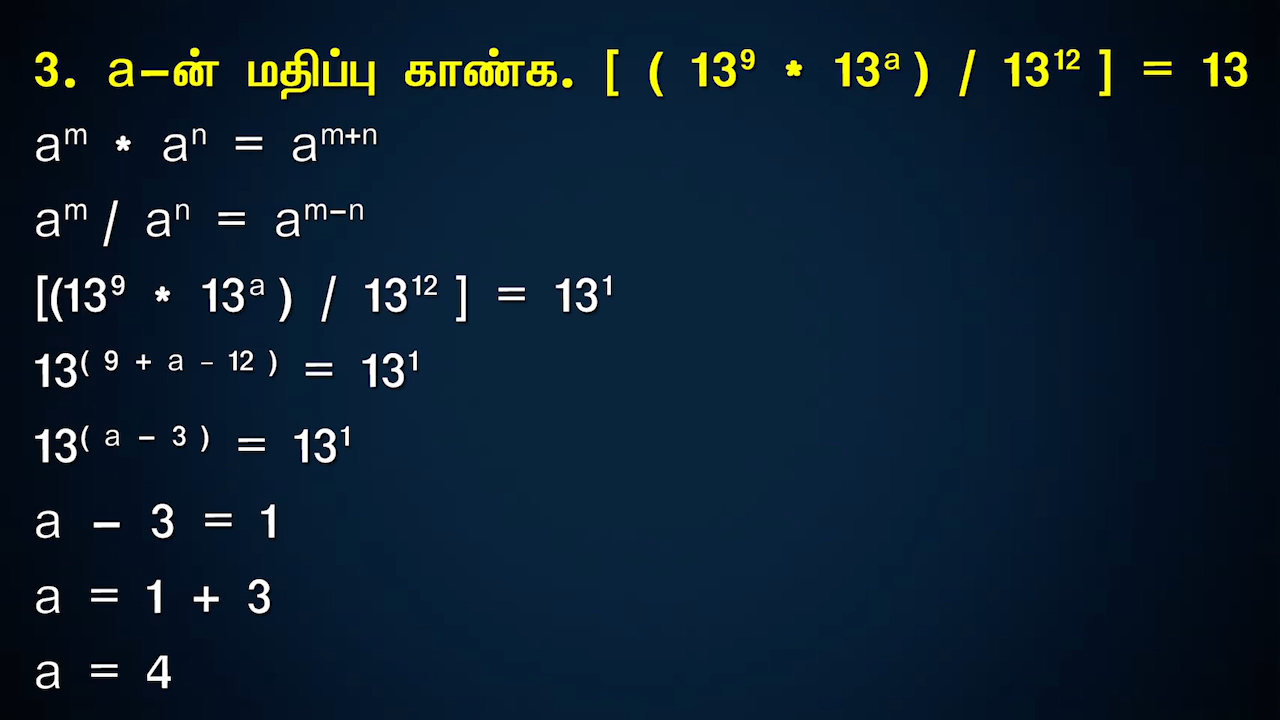 3. a-ன் மதிப்பு காண்க. [ ( 13⁹ * 13ᵃ ) / 13¹² ] = 13
aᵐ * aⁿ = aᵐ⁺ⁿ
aᵐ / aⁿ = aᵐ⁻ⁿ
[(13⁹ * 13ᵃ ) / 13¹² ] = 13¹
13⁽ ⁹ ⁺ ᵃ ⁻ ¹² ⁾ = 13¹
13⁽ ᵃ ⁻ ³ ⁾ = 13¹
a - 3 = 1
a = 1 + 3
a = 4